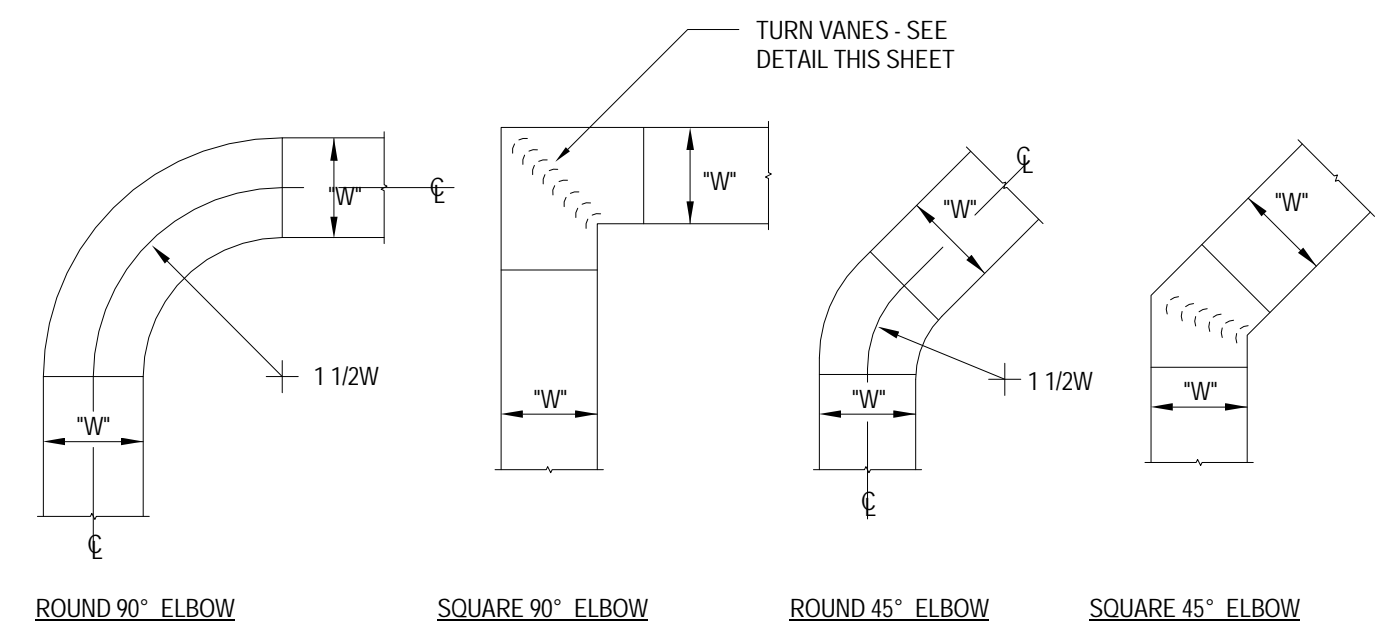 TURN VANES - SEE
DETAIL THIS SHEET
"W"
℄
1 1/2W
"W"
℄
ROUND 90° ELBOW
"W"
"W"
SQUARE 90° ELBOW
℄
"W"
1 1/2W
"W"
℄
ROUND 45° ELBOW
"W"
"W"
SQUARE 45° ELBOW